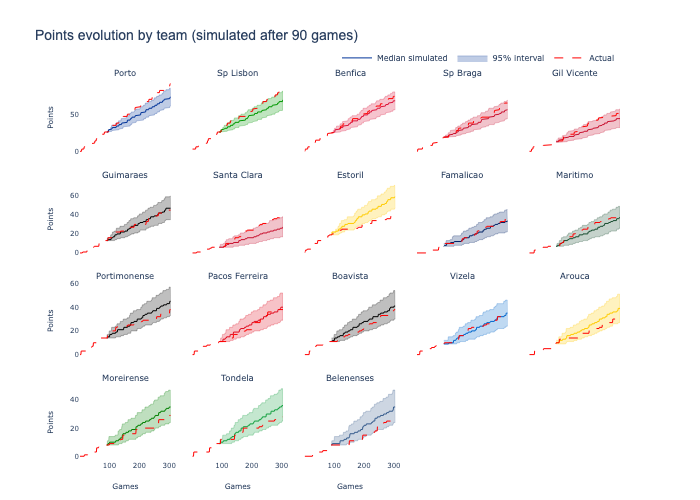 Points evolution by team (simulated after 90 games)
Median simulated 95% interval Actual
Porto Sp Lisbon Benfica Sp Braga Gil Vicente
Points
50
0
Guimaraes Santa Clara Estoril Famalicao Maritimo
Points
60
40
20
0
Portimonense Pacos Ferreira Boavista Vizela Arouca
Points
60
40
20
0
Moreirense Tondela Belenenses
Points
40
20
0
100 200 300 100 200 300 100 200 300
Games Games Games